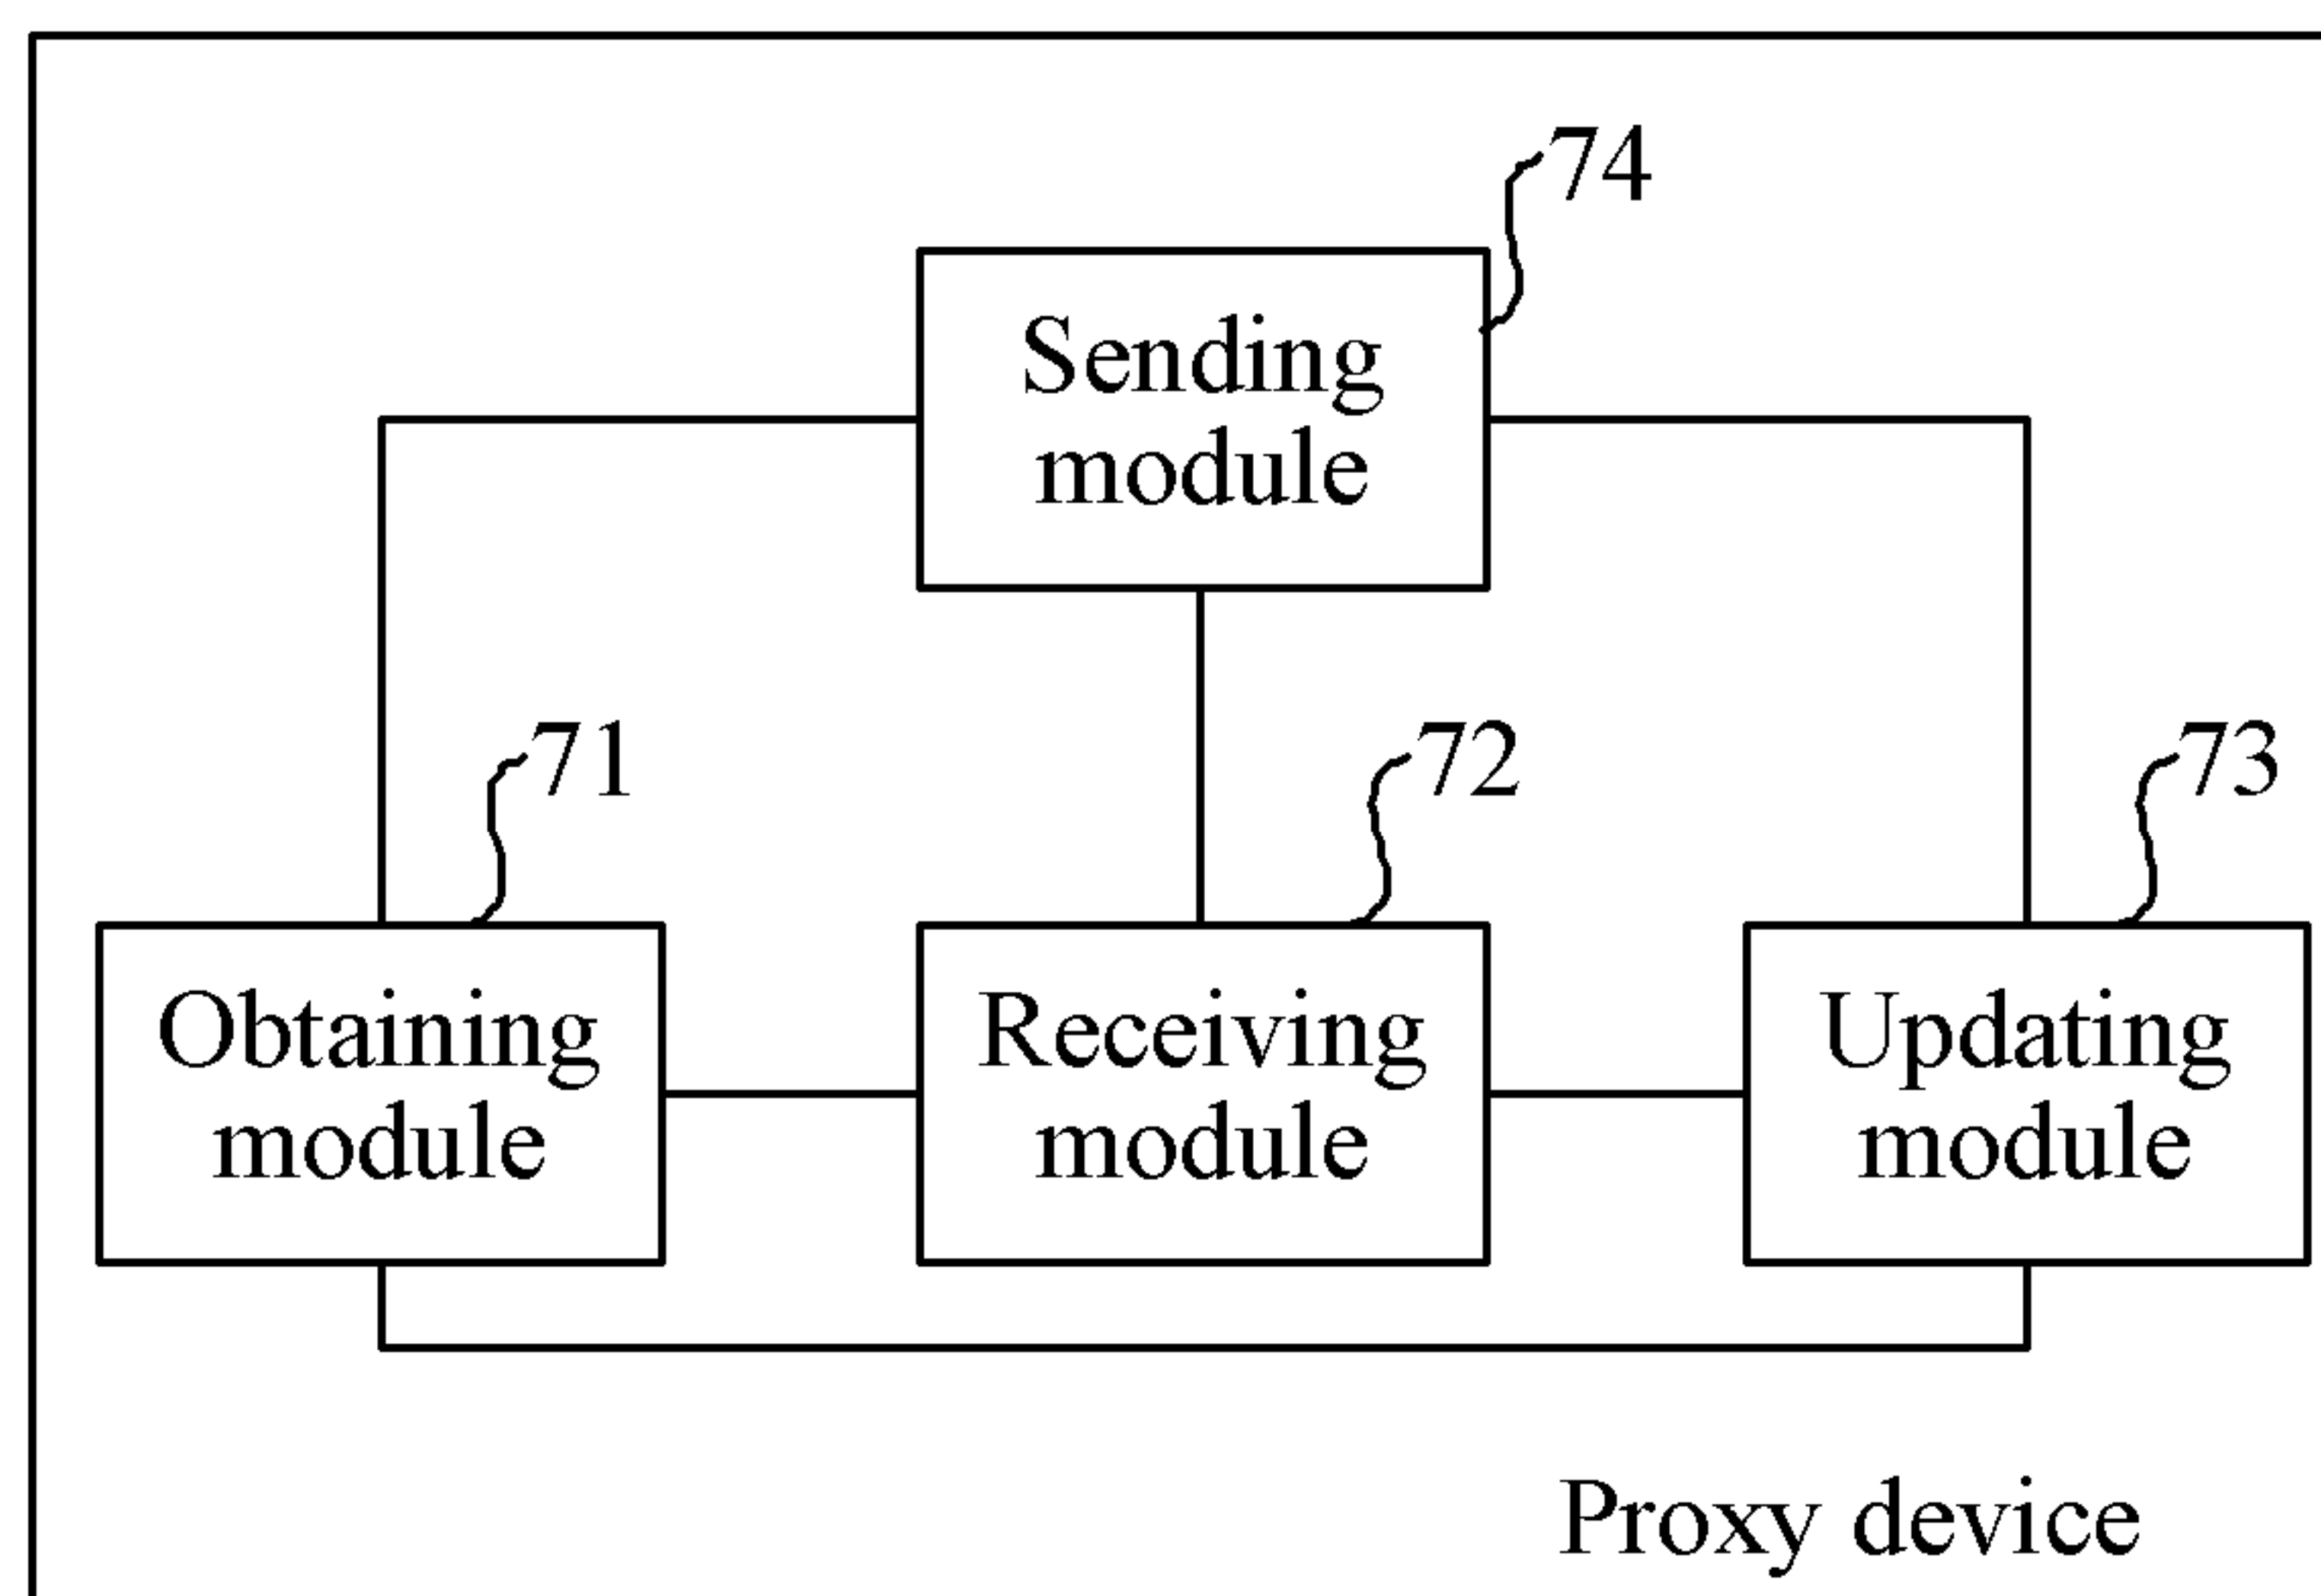 74
Sending
module
71
72
73
Obtaining
module
Receiving
module
Updating
module
Proxy device